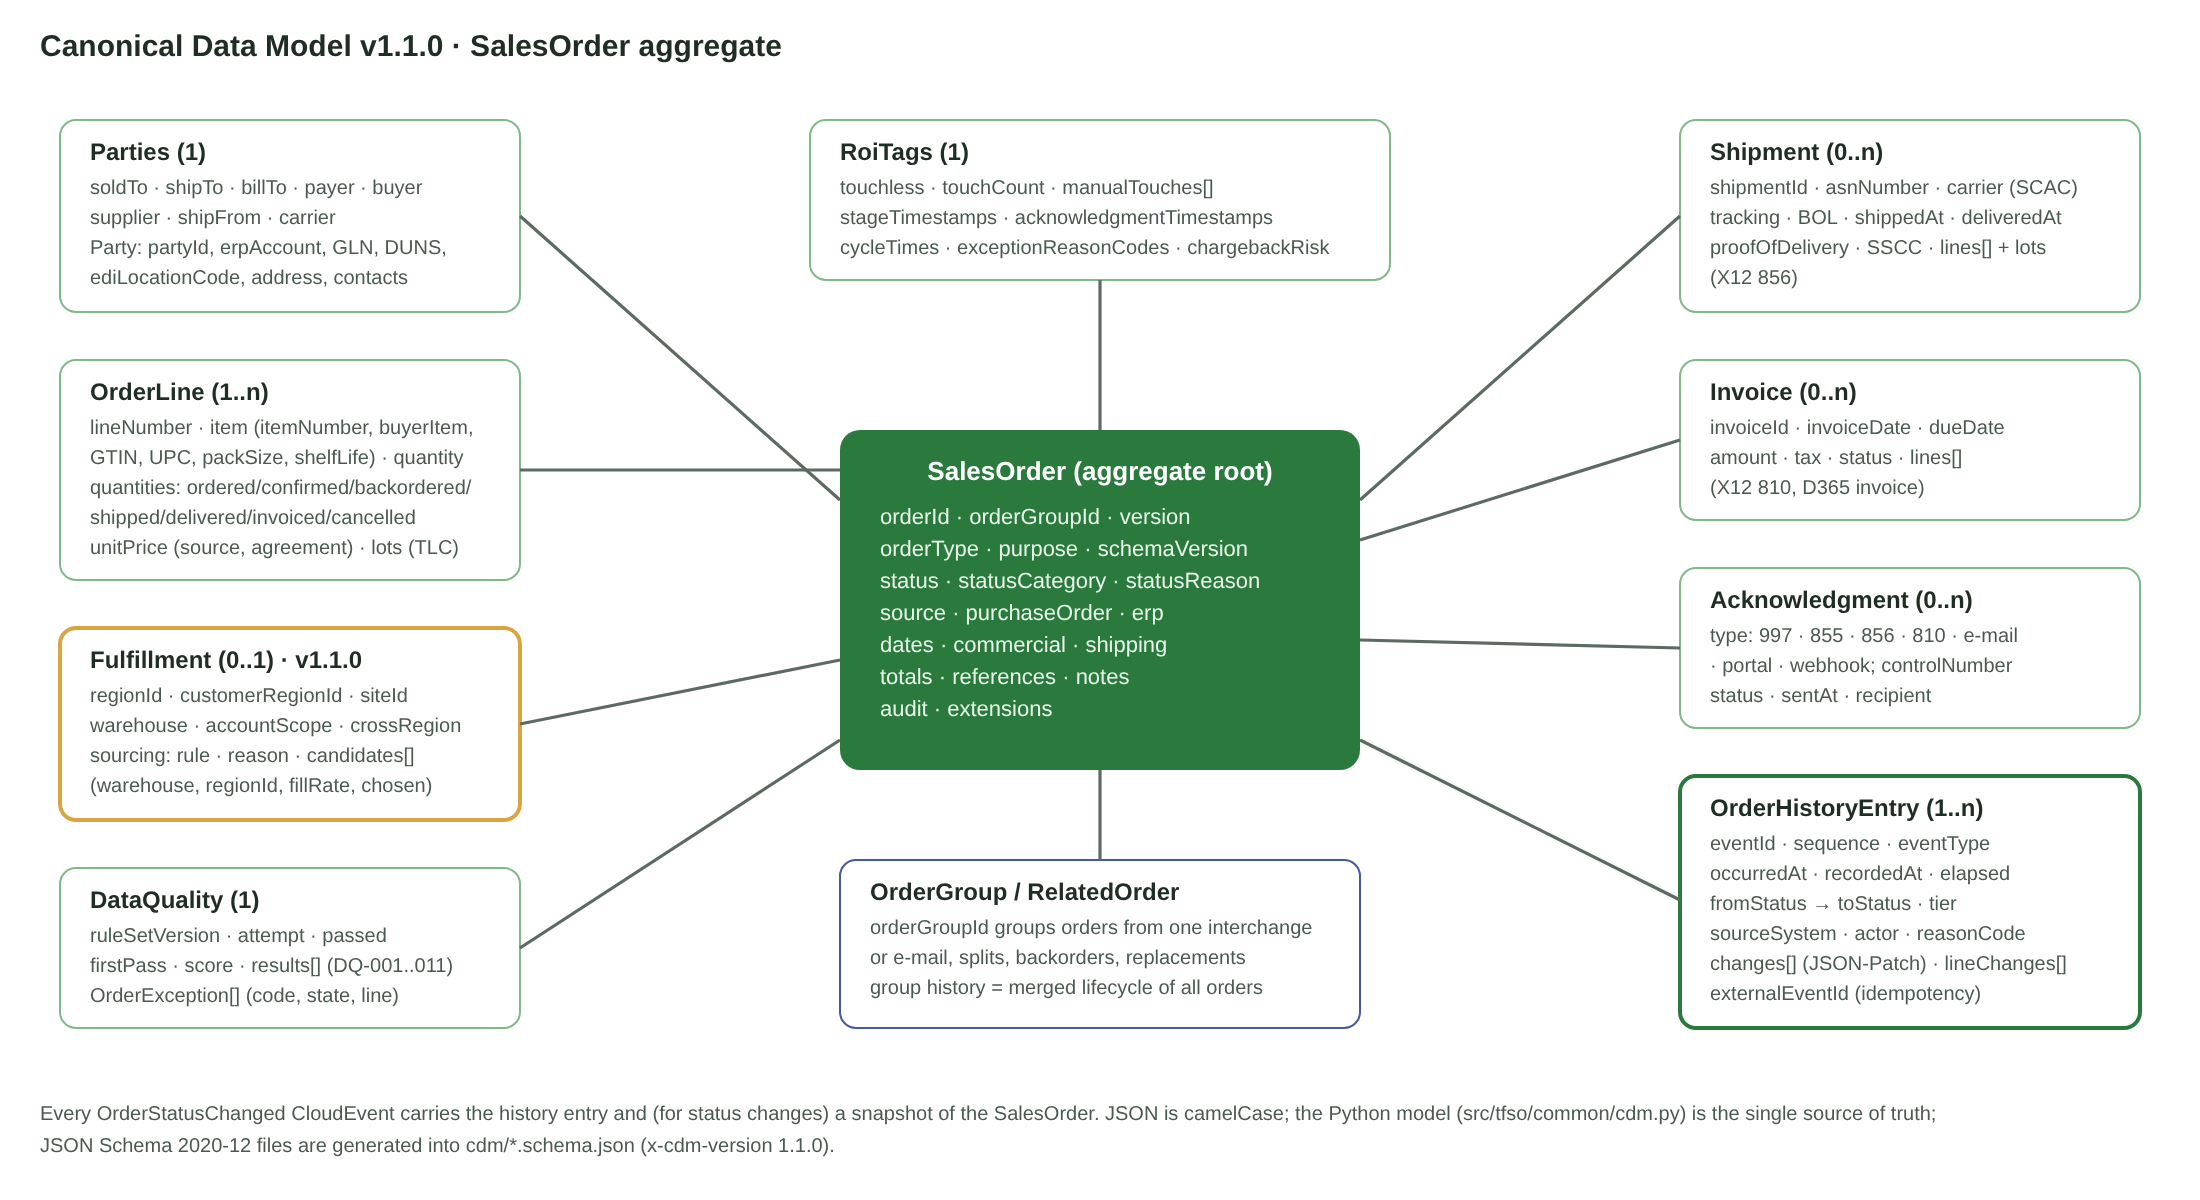 Canonical Data Model v1.1.0 · SalesOrder aggregate
Parties (1)
soldTo · shipTo · billTo · payer · buyer
supplier · shipFrom · carrier
Party: partyId, erpAccount, GLN, DUNS,
ediLocationCode, address, contacts
OrderLine (1..n)
lineNumber · item (itemNumber, buyerItem,
GTIN, UPC, packSize, shelfLife) · quantity
quantities: ordered/confirmed/backordered/
shipped/delivered/invoiced/cancelled
unitPrice (source, agreement) · lots (TLC)
Fulfillment (0..1) · v1.1.0
regionId · customerRegionId · siteId
warehouse · accountScope · crossRegion
sourcing: rule · reason · candidates[]
(warehouse, regionId, fillRate, chosen)
DataQuality (1)
ruleSetVersion · attempt · passed
firstPass · score · results[] (DQ-001..011)
OrderException[] (code, state, line)
RoiTags (1)
touchless · touchCount · manualTouches[]
stageTimestamps · acknowledgmentTimestamps
cycleTimes · exceptionReasonCodes · chargebackRisk
SalesOrder (aggregate root)
orderId · orderGroupId · version
orderType · purpose · schemaVersion
status · statusCategory · statusReason
source · purchaseOrder · erp
dates · commercial · shipping
totals · references · notes
audit · extensions
OrderGroup / RelatedOrder
orderGroupId groups orders from one interchange
or e-mail, splits, backorders, replacements
group history = merged lifecycle of all orders
Shipment (0..n)
shipmentId · asnNumber · carrier (SCAC)
tracking · BOL · shippedAt · deliveredAt
proofOfDelivery · SSCC · lines[] + lots
(X12 856)
Invoice (0..n)
invoiceId · invoiceDate · dueDate
amount · tax · status · lines[]
(X12 810, D365 invoice)
Acknowledgment (0..n)
type: 997 · 855 · 856 · 810 · e-mail
· portal · webhook; controlNumber
status · sentAt · recipient
OrderHistoryEntry (1..n)
eventId · sequence · eventType
occurredAt · recordedAt · elapsed
fromStatus → toStatus · tier
sourceSystem · actor · reasonCode
changes[] (JSON-Patch) · lineChanges[]
externalEventId (idempotency)
Every OrderStatusChanged CloudEvent carries the history entry and (for status changes) a snapshot of the SalesOrder. JSON is camelCase; the Python model (src/tfso/common/cdm.py) is the single source of truth;
JSON Schema 2020-12 files are generated into cdm/*.schema.json (x-cdm-version 1.1.0).